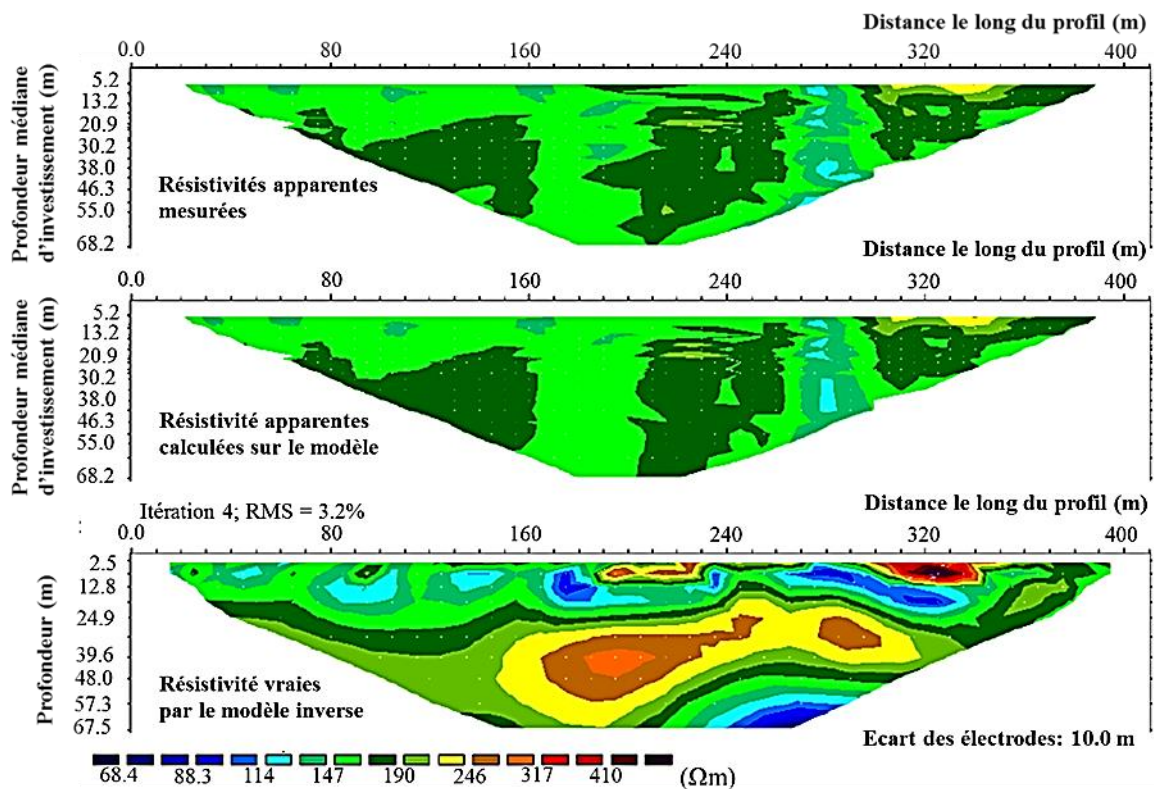 Distance le long du profil (m)
0.0 80 160 240 320 400
Profondeur médiane
d'investissement (m)
5.2
13.2
20.9
30.2
38.0
46.3
55.0
68.2
Résistivités apparentes
mesurées
Distance le long du profil (m)
0.0 80 160 240 320 400
Profondeur médiane
d'investissement (m)
5.2
13.2
20.9
30.2
38.0
46.3
55.0
68.2
Résistivité apparentes
calculées sur le modèle
Distance le long du profil (m)
Itération 4; RMS = 3.2%
0.0 80 160 240 320 400
Profondeur (m)
2.5
12.8
24.9
39.6
48.0
57.3
67.5
Résistivité vraies
par le modèle inverse
Ecart des électrodes: 10.0 m
68.4 88.3 114 147 190 246 317 410 (Ωm)